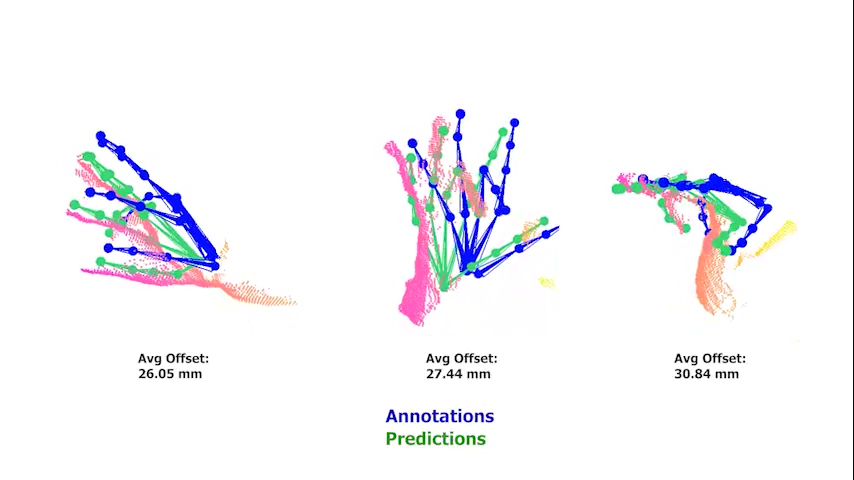 Avg Offset:
26.05 mm
Avg Offset:
27.44 mm
Avg Offset:
30.84 mm
Annotations
Predictions